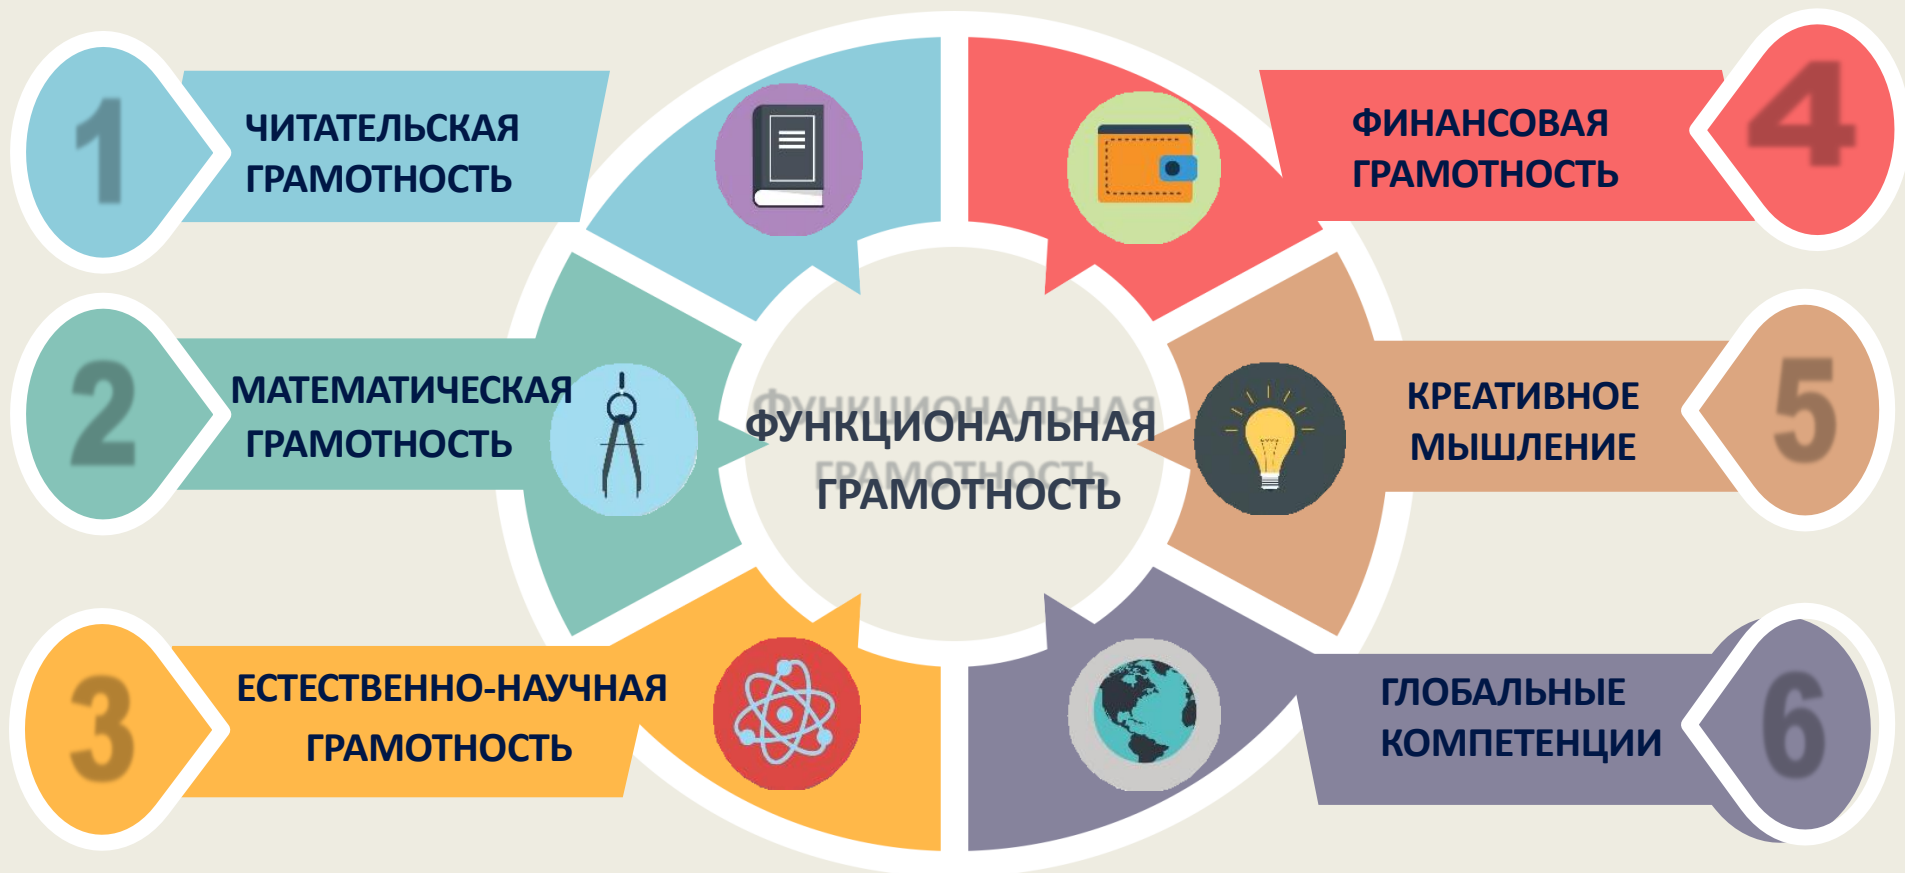 1
ЧИТАТЕЛЬСКАЯ
ГРАМОТНОСТЬ
2
МАТЕМАТИЧЕСКАЯ
ГРАМОТНОСТЬ
3
ЕСТЕСТВЕННО-НАУЧНАЯ
ГРАМОТНОСТЬ
ФУНКЦИОНАЛЬНАЯ
ГРАМОТНОСТЬ
4
ФИНАНСОВАЯ
ГРАМОТНОСТЬ
5
КРЕАТИВНОЕ
МЫШЛЕНИЕ
6
ГЛОБАЛЬНЫЕ
КОМПЕТЕНЦИИ